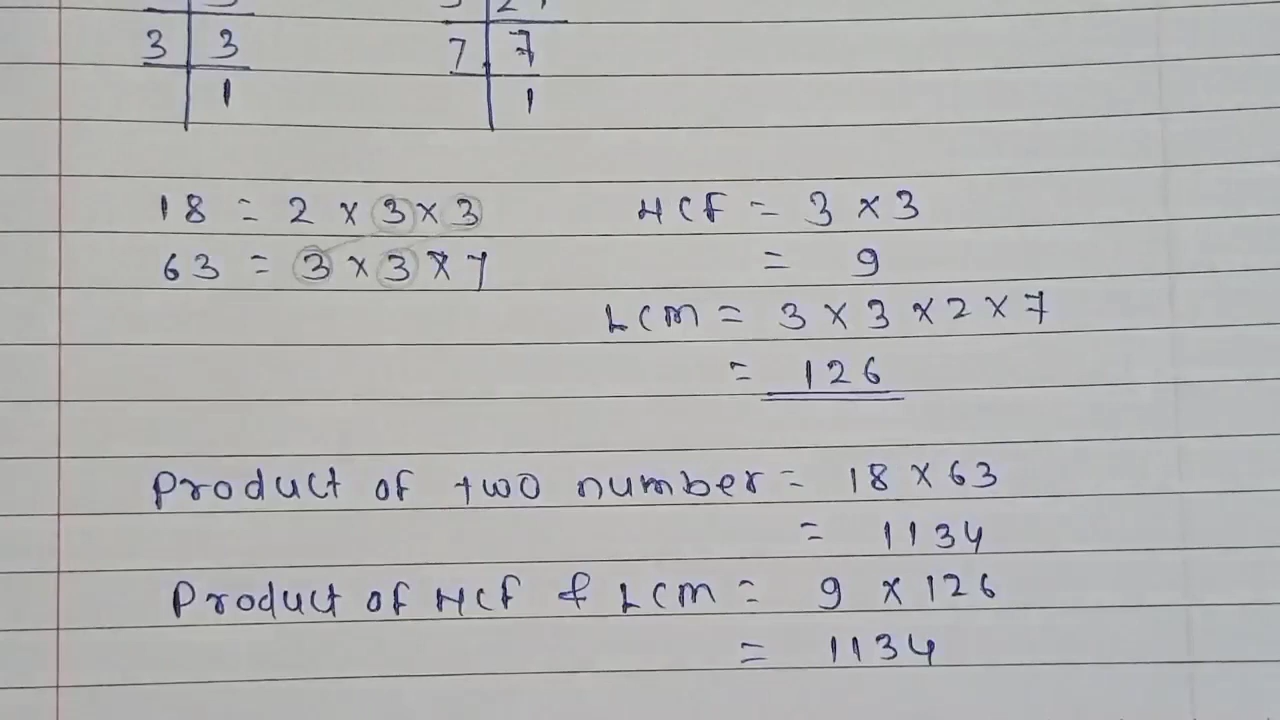 3 3
1
7 7
1
18 = 2 × 3 × 3
63 = 3 × 3 × 7
HCF = 3 × 3
= 9
LCM = 3 × 3 × 2 × 7
= 126
Product of two number = 18 × 63
= 1134
Product of HCF & LCM = 9 × 126
= 1134